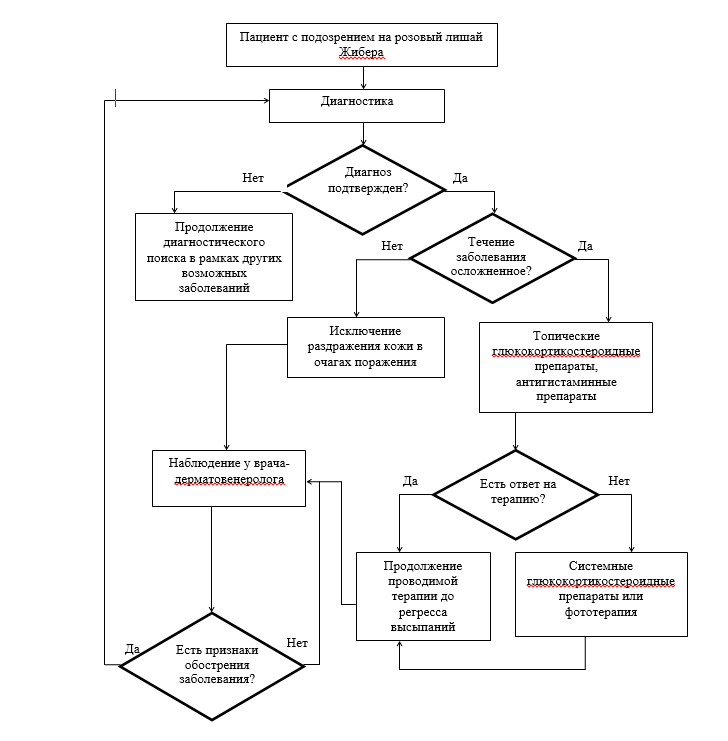 Пациент с подозрением на розовый лишай
Жибера
Диагностика
Диагноз
подтвержден?
Нет
Да
Продолжение
диагностического
поиска в рамках других
возможных
заболеваний
Течение
заболевания
осложненное?
Нет
Да
Исключение
раздражения кожи в
очагах поражения
Топические
глюкокортикостероидные
препараты,
антигистаминные
препараты
Наблюдение у врача-
дерматовенеролога
Есть ответ на
терапию?
Да
Нет
Продолжение
проводимой
терапии до
регресса
высыпаний
Системные
глюкокортикостероидные
препараты или
фототерапия
Есть признаки
обострения
заболевания?
Да
Нет